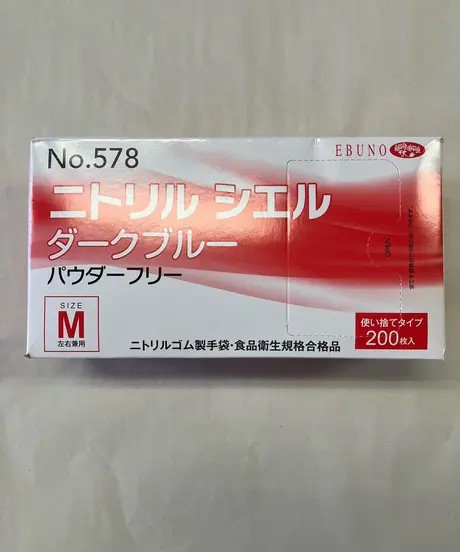 No.578
EBUNO
ニトリル シエル
ダークブルー
パウダーフリー
SIZE
M
左右兼用
ニトリルゴム製手袋・食品衛生規格合格品
使い捨てタイプ
200枚入